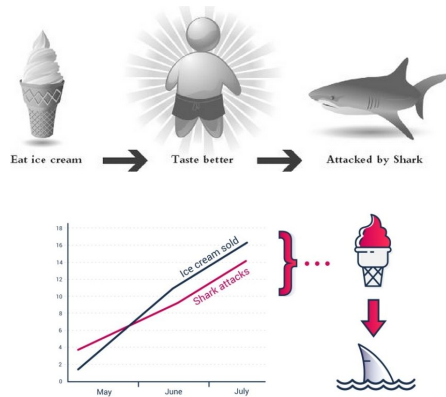 Eat ice cream
Taste better
Attacked by Shark
18
16
14
12
10
8
6
4
2
0
Ice cream sold
Shark attacks
May
June
July